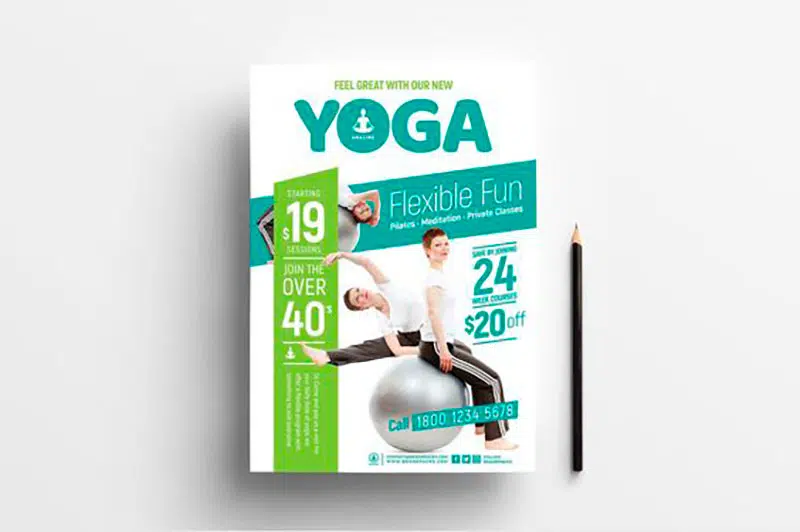 FEEL GREAT WITH OUR NEW
YOGA
STARTING
$19
SESSIONS
JOIN THE
OVER
40's
Flexible Fun
Pilates · Meditation · Private Classes
SAVE BY JOINING
24
WEEK COURSES
$20off
Call 1800 1234 5678